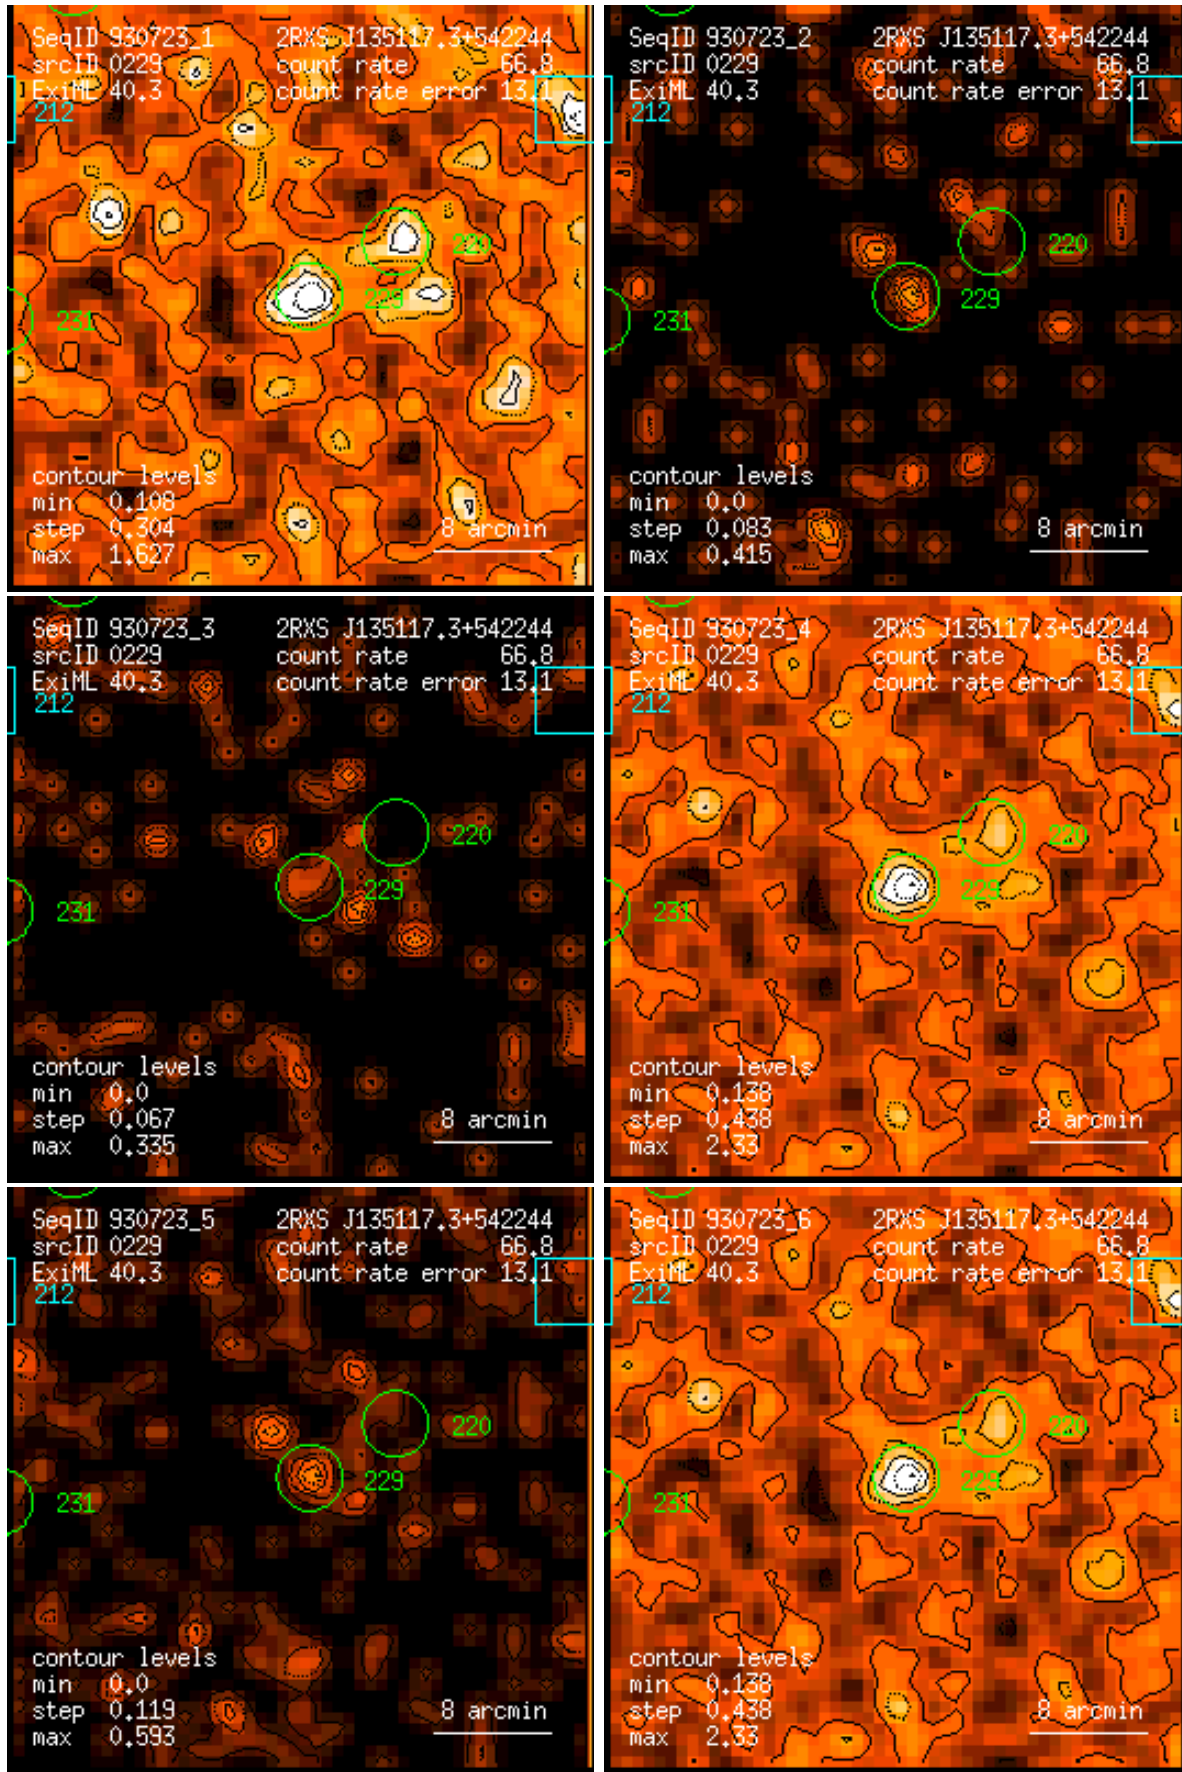 SeqID 930723_1 2RXS J135117.3+542244
srcID 0229 count rate 66.8
ExiML 40.3 count rate error 13.1
212
220
229
231
contour levels
min 0.108
step 0.304
max 1.627
8 arcmin
SeqID 930723_2 2RXS J135117.3+542244
srcID 0229 count rate 66.8
ExiML 40.3 count rate error 13.1
212
220
229
231
contour levels
min 0.0
step 0.083
max 0.415
8 arcmin
SeqID 930723_3 2RXS J135117.3+542244
srcID 0229 count rate 66.8
ExiML 40.3 count rate error 13.1
212
220
229
231
contour levels
min 0.0
step 0.067
max 0.335
8 arcmin
SeqID 930723_4 2RXS J135117.3+542244
srcID 0229 count rate 66.8
ExiML 40.3 count rate error 13.1
212
220
229
231
contour levels
min 0.138
step 0.438
max 2.33
8 arcmin
SeqID 930723_5 2RXS J135117.3+542244
srcID 0229 count rate 66.8
ExiML 40.3 count rate error 13.1
212
220
229
231
contour levels
min 0.0
step 0.119
max 0.593
8 arcmin
SeqID 930723_6 2RXS J135117.3+542244
srcID 0229 count rate 66.8
ExiML 40.3 count rate error 13.1
212
220
229
231
contour levels
min 0.138
step 0.438
max 2.33
8 arcmin